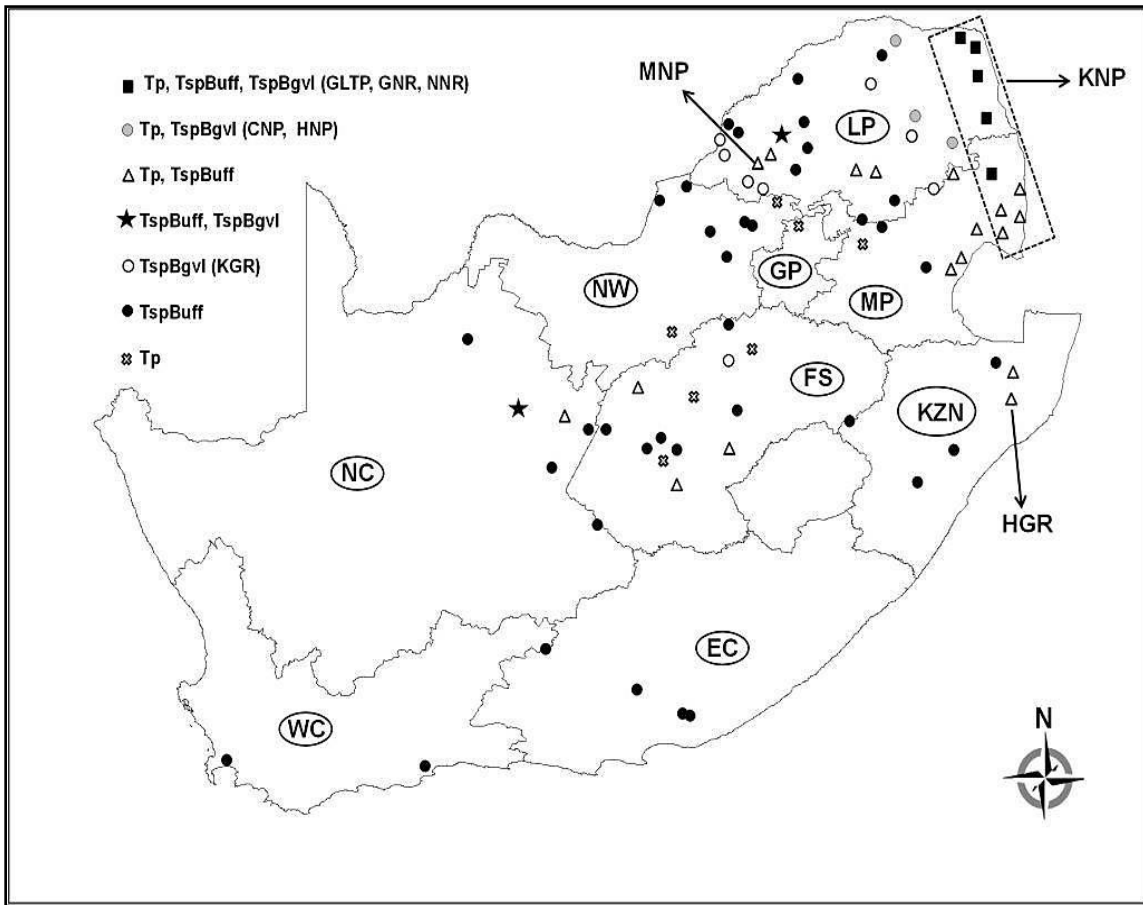 Tp, TspBuff, TspBgvl (GLTP, GNR, NNR)
Tp, TspBgvl (CNP, HNP)
Tp, TspBuff
TspBuff, TspBgvl
TspBgvl (KGR)
TspBuff
Tp
MNP
KNP
LP
GP
NW
MP
FS
KZN
NC
HGR
EC
WC
N